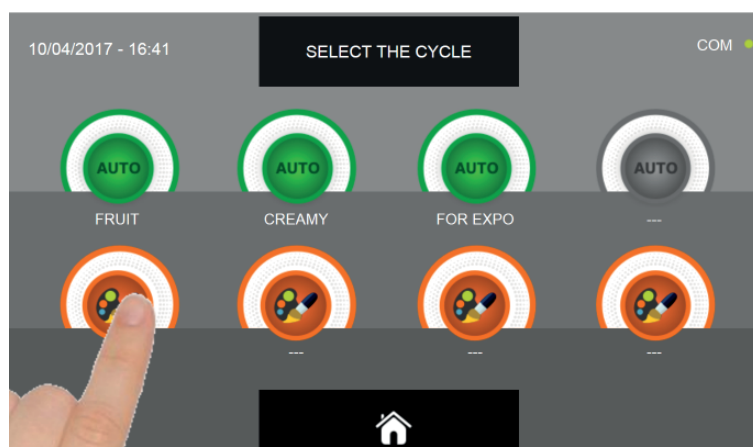 10/04/2017 - 16:41
SELECT THE CYCLE
COM
AUTO AUTO AUTO AUTO
FRUIT CREAMY FOR EXPO ---
--- --- ---